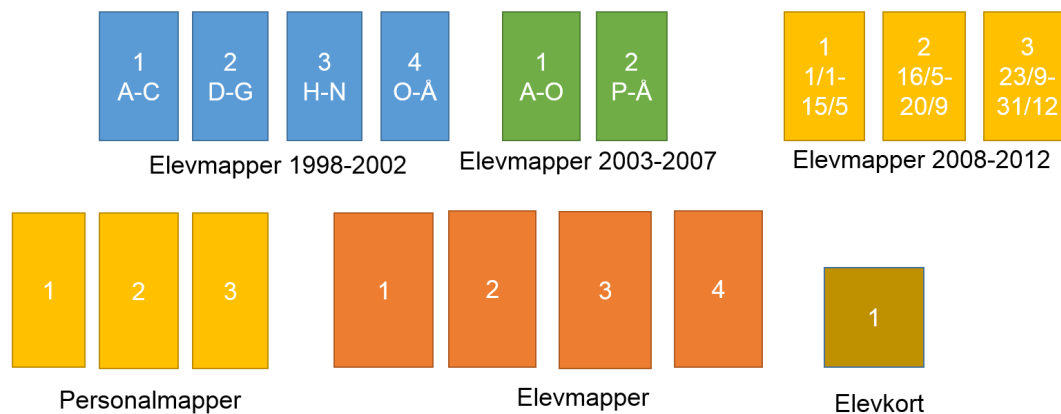 1
A-C
2
D-G
3
H-N
4
O-Å
Elevmapper 1998-2002
1
A-O
2
P-Å
Elevmapper 2003-2007
1
1/1-
15/5
2
16/5-
20/9
3
23/9-
31/12
Elevmapper 2008-2012
1
2
3
Personalmapper
1
2
3
4
Elevmapper
1
Elevkort